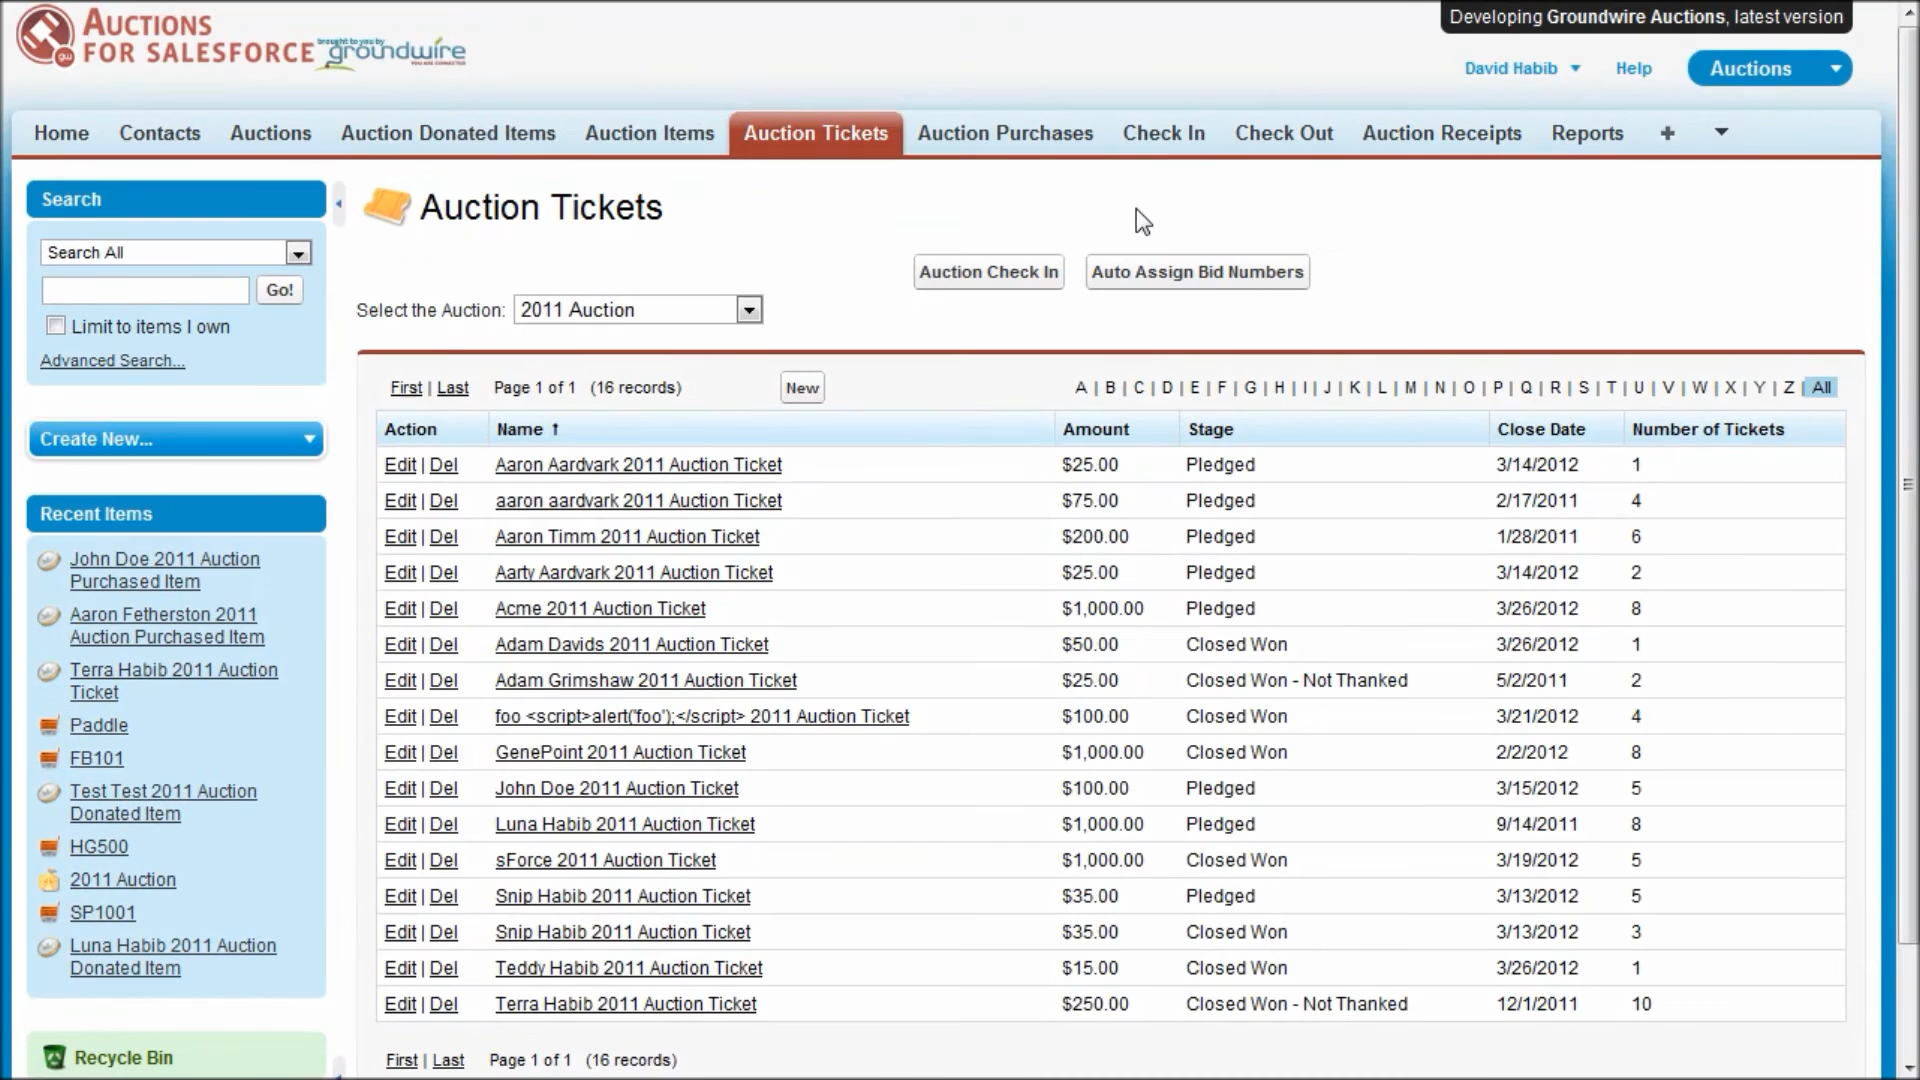 Developing Groundwire Auctions, latest version
AUCTIONS
FOR SALESFORCE
brought to you by
groundwire
YOU ARE CONNECTED
David Habib Help Auctions
Home Contacts Auctions Auction Donated Items Auction Items Auction Tickets Auction Purchases Check In Check Out Auction Receipts Reports +
Search
Search All
Go!
Limit to items I own
Advanced Search...
Create New...
Recent Items
John Doe 2011 Auction
Purchased Item
Aaron Fetherston 2011
Auction Purchased Item
Terra Habib 2011 Auction
Ticket
Paddle
FB101
Test Test 2011 Auction
Donated Item
HG500
2011 Auction
SP1001
Luna Habib 2011 Auction
Donated Item
Recycle Bin
Auction Tickets
Auction Check In Auto Assign Bid Numbers
Select the Auction: 2011 Auction
First | Last Page 1 of 1 (16 records) New A | B | C | D | E | F | G | H | I | J | K | L | M | N | O | P | Q | R | S | T | U | V | W | X | Y | Z | All
Action Name ↑ Amount Stage Close Date Number of Tickets
Edit | Del Aaron Aardvark 2011 Auction Ticket $25.00 Pledged 3/14/2012 1
Edit | Del aaron aardvark 2011 Auction Ticket $75.00 Pledged 2/17/2011 4
Edit | Del Aaron Timm 2011 Auction Ticket $200.00 Pledged 1/28/2011 6
Edit | Del Aarty Aardvark 2011 Auction Ticket $25.00 Pledged 3/14/2012 2
Edit | Del Acme 2011 Auction Ticket $1,000.00 Pledged 3/26/2012 8
Edit | Del Adam Davids 2011 Auction Ticket $50.00 Closed Won 3/26/2012 1
Edit | Del Adam Grimshaw 2011 Auction Ticket $25.00 Closed Won - Not Thanked 5/2/2011 2
Edit | Del foo <script>alert('foo');</script> 2011 Auction Ticket $100.00 Closed Won 3/21/2012 4
Edit | Del GenePoint 2011 Auction Ticket $1,000.00 Closed Won 2/2/2012 8
Edit | Del John Doe 2011 Auction Ticket $100.00 Pledged 3/15/2012 5
Edit | Del Luna Habib 2011 Auction Ticket $1,000.00 Pledged 9/14/2011 8
Edit | Del sForce 2011 Auction Ticket $1,000.00 Closed Won 3/19/2012 5
Edit | Del Snip Habib 2011 Auction Ticket $35.00 Pledged 3/13/2012 5
Edit | Del Snip Habib 2011 Auction Ticket $35.00 Closed Won 3/13/2012 3
Edit | Del Teddy Habib 2011 Auction Ticket $15.00 Closed Won 3/26/2012 1
Edit | Del Terra Habib 2011 Auction Ticket $250.00 Closed Won - Not Thanked 12/1/2011 10
First | Last Page 1 of 1 (16 records)